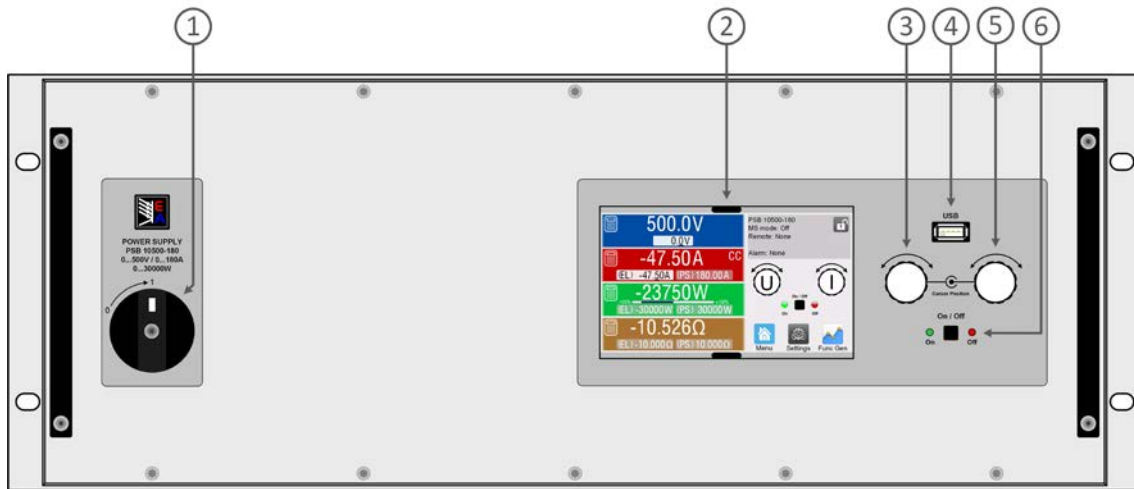 1
2
3
4
5
6
EA
POWER SUPPLY
PSB 10500-180
0...500V / 0...180A
0...30000W
0
1
500.0V
0.0V
-47.50A
CC
(EL) -47.50A (PS) 180.00A
-23750W
(EL) -30000W (PS) 30000W
-10.526Ω
(EL) -10.000Ω (PS) 10.000Ω
PSB 10500-180
MS mode: Off
Remote: None
Alarm: None
U
I
On / Off
On
Off
Menu
Settings
Func Gen
USB
Cursor Position
On / Off
On
Off